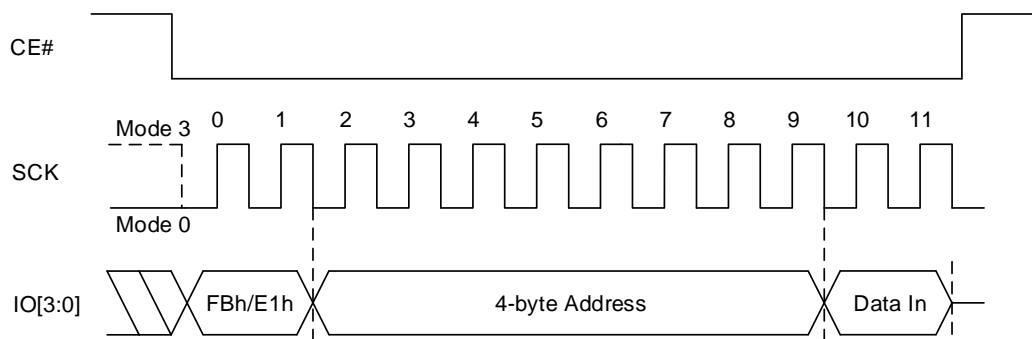 CE#
Mode 3
0 1 2 3 4 5 6 7 8 9 10 11
SCK
Mode 0
IO[3:0]
FBh/E1h
4-byte Address
Data In